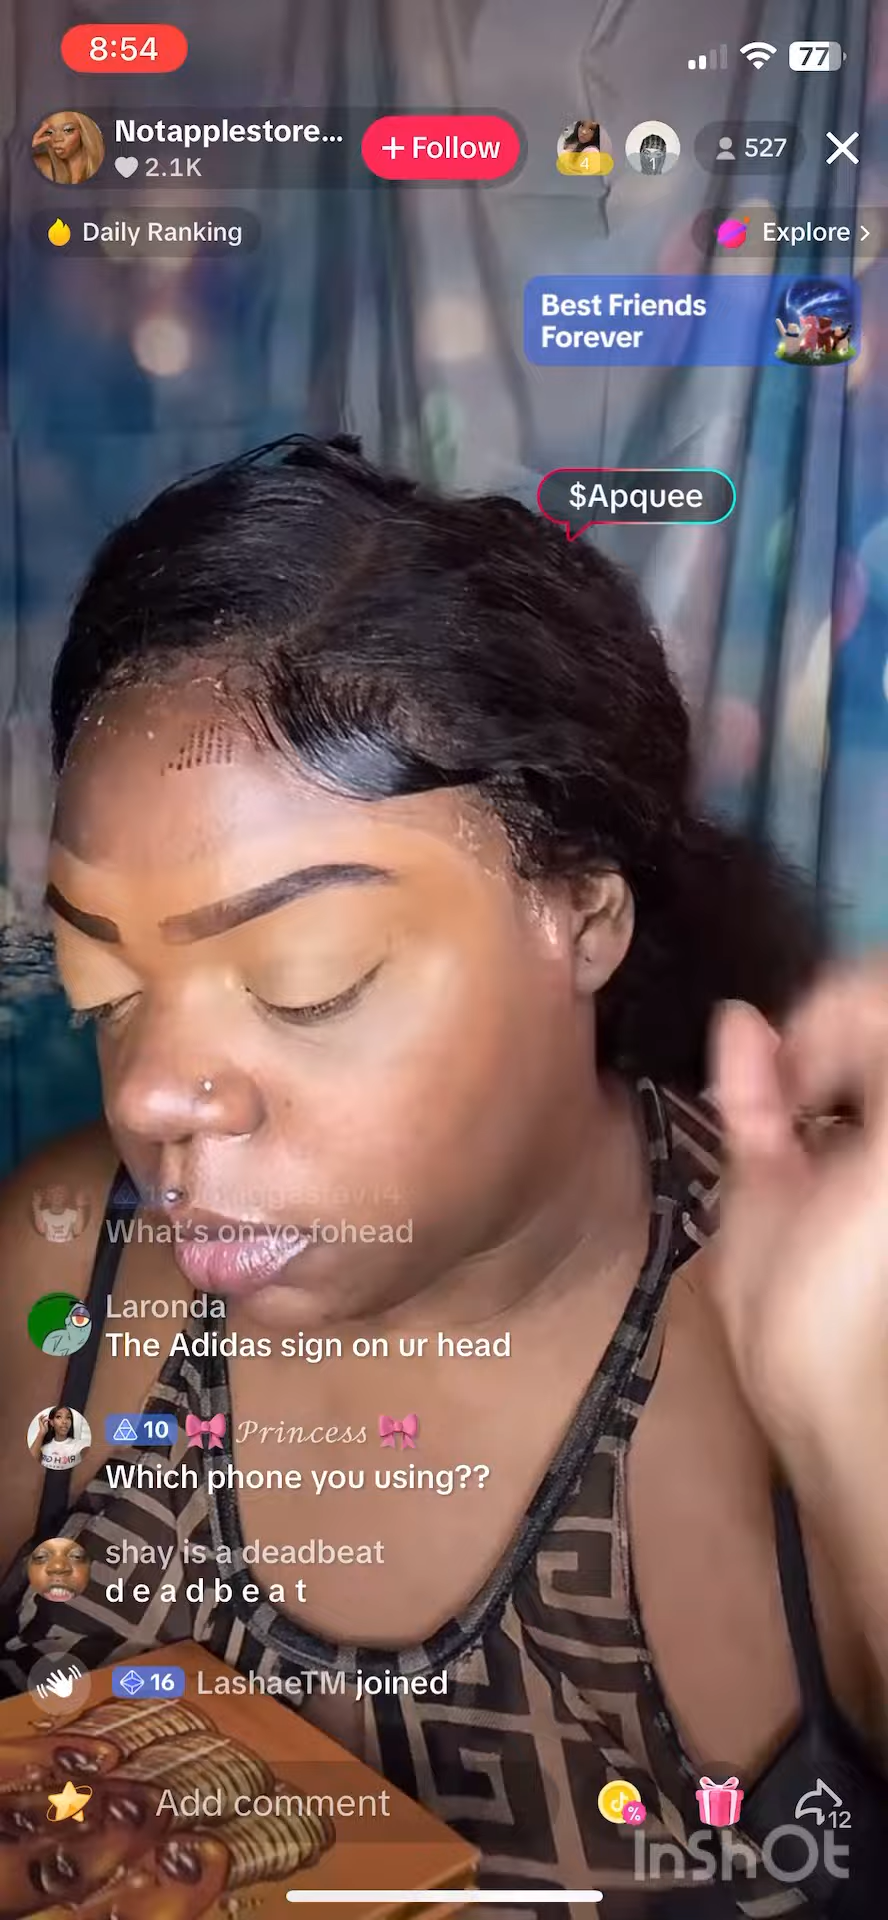 8:54
77
Notapplestore...
+ Follow
4
1
527
2.1K
Daily Ranking
Explore >
Best Friends
Forever
$Apquee
What's on yo fohead
Laronda
The Adidas sign on ur head
10 🎀 𝒫𝓇𝒾𝓃𝒸𝑒𝓈𝓈 🎀
Which phone you using??
shay is a deadbeat
d e a d b e a t
16 LashaeTM joined
Add comment
12
InShOt